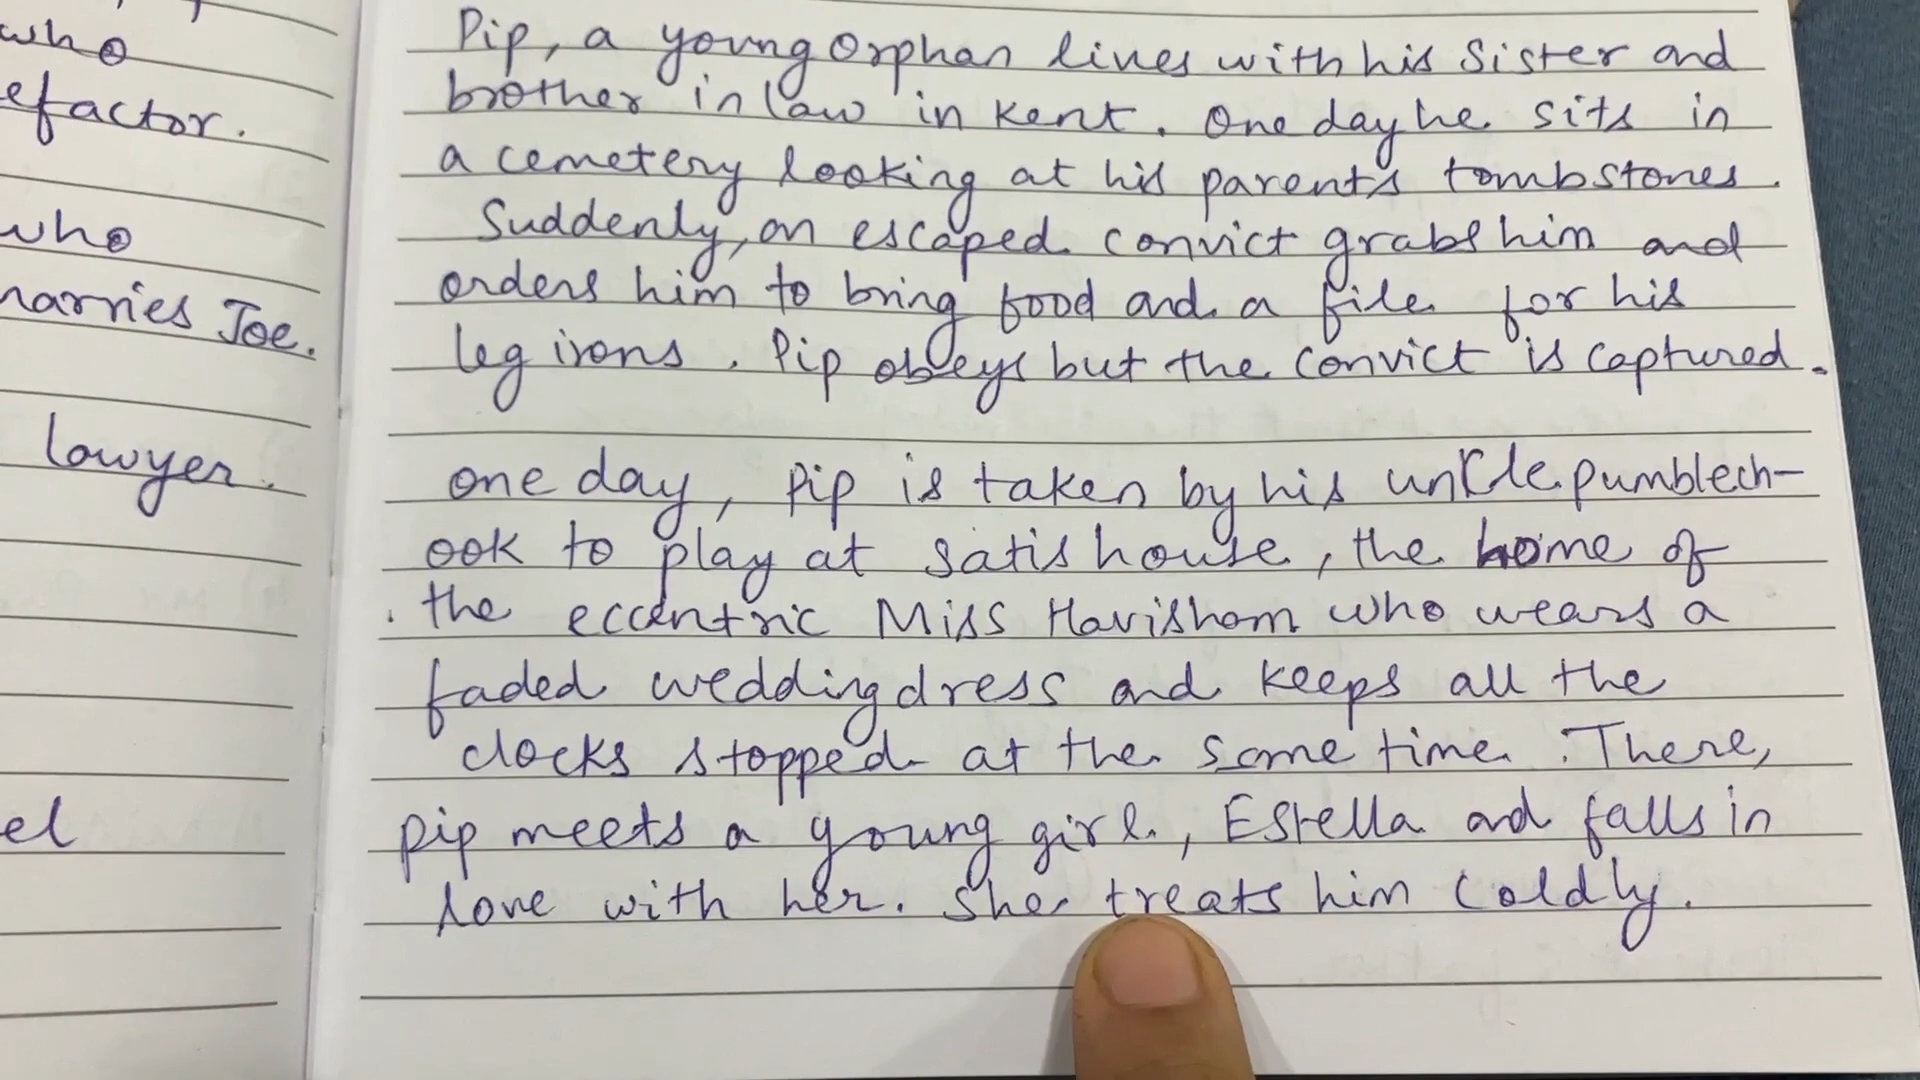 who
efactor.
who
narries Joe.
lowyer.
el
Pip, a young orphan lives with his Sister and
brother in law in Kent. One day he sits in
a cemetery looking at his parents tombstones.
Suddenly, an escaped convict grabs him and
orders him to bring food and a file for his
leg irons. Pip obeys but the convict is captured.
one day, Pip is taken by his uncle pumblech-
ook to play at satis house, the home of
the eccentric Miss Havisham who wears a
faded wedding dress and keeps all the
clocks stopped at the same time. There,
pip meets a young girl, Estella and falls in
love with her. She treats him coldly.